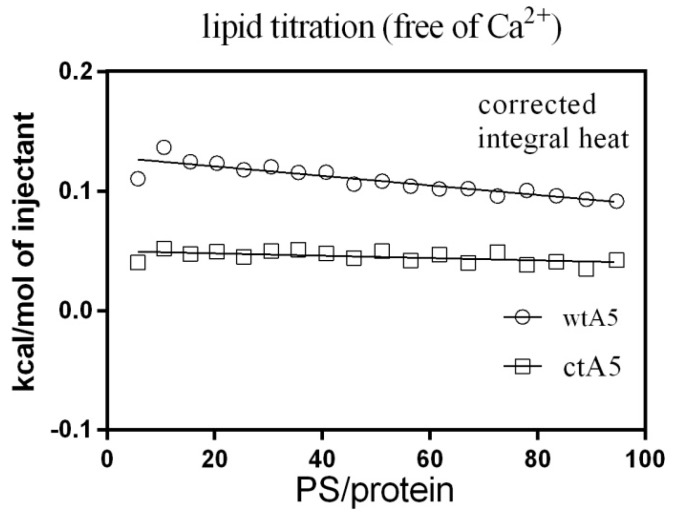 lipid titration (free of Ca²⁺)
0.2
corrected
integral heat
0.1
kcal/mol of injectant
0.0
wtA5
ctA5
-0.1
0 20 40 60 80 100
PS/protein